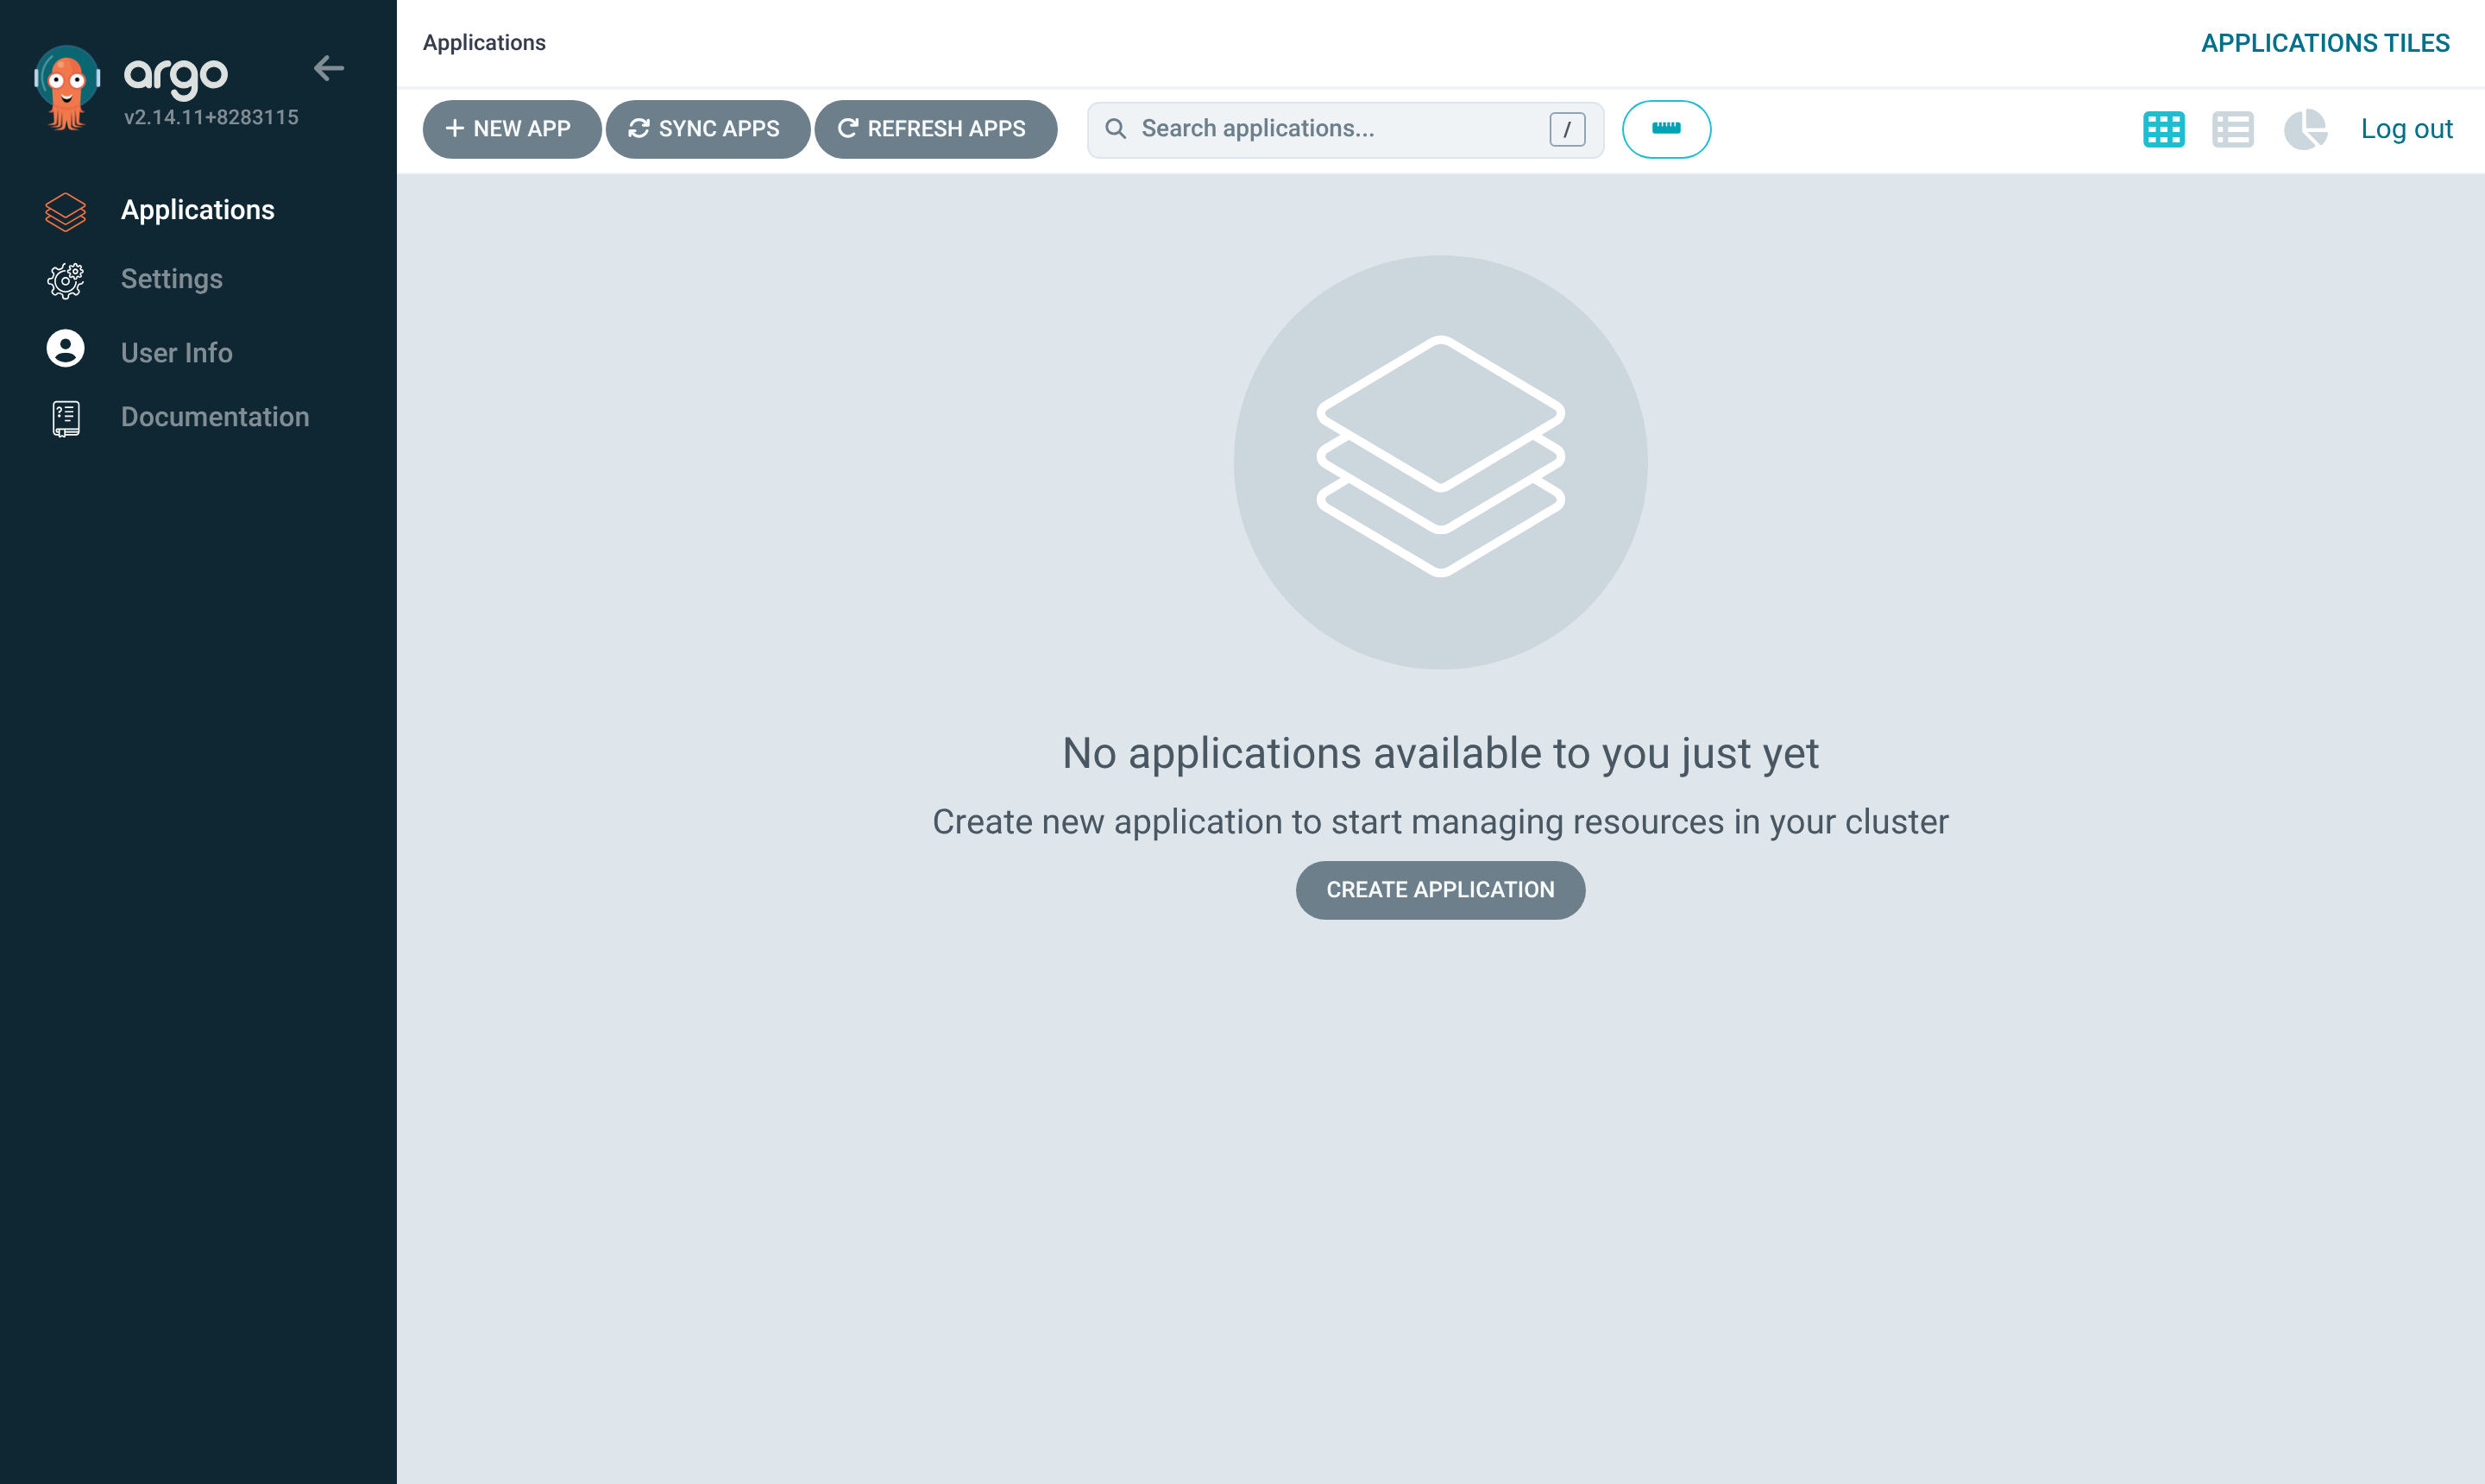 argo
v2.14.11+8283115
Applications
Settings
User Info
Documentation
Applications
APPLICATIONS TILES
NEW APP
SYNC APPS
REFRESH APPS
Search applications...
/
Log out
No applications available to you just yet
Create new application to start managing resources in your cluster
CREATE APPLICATION